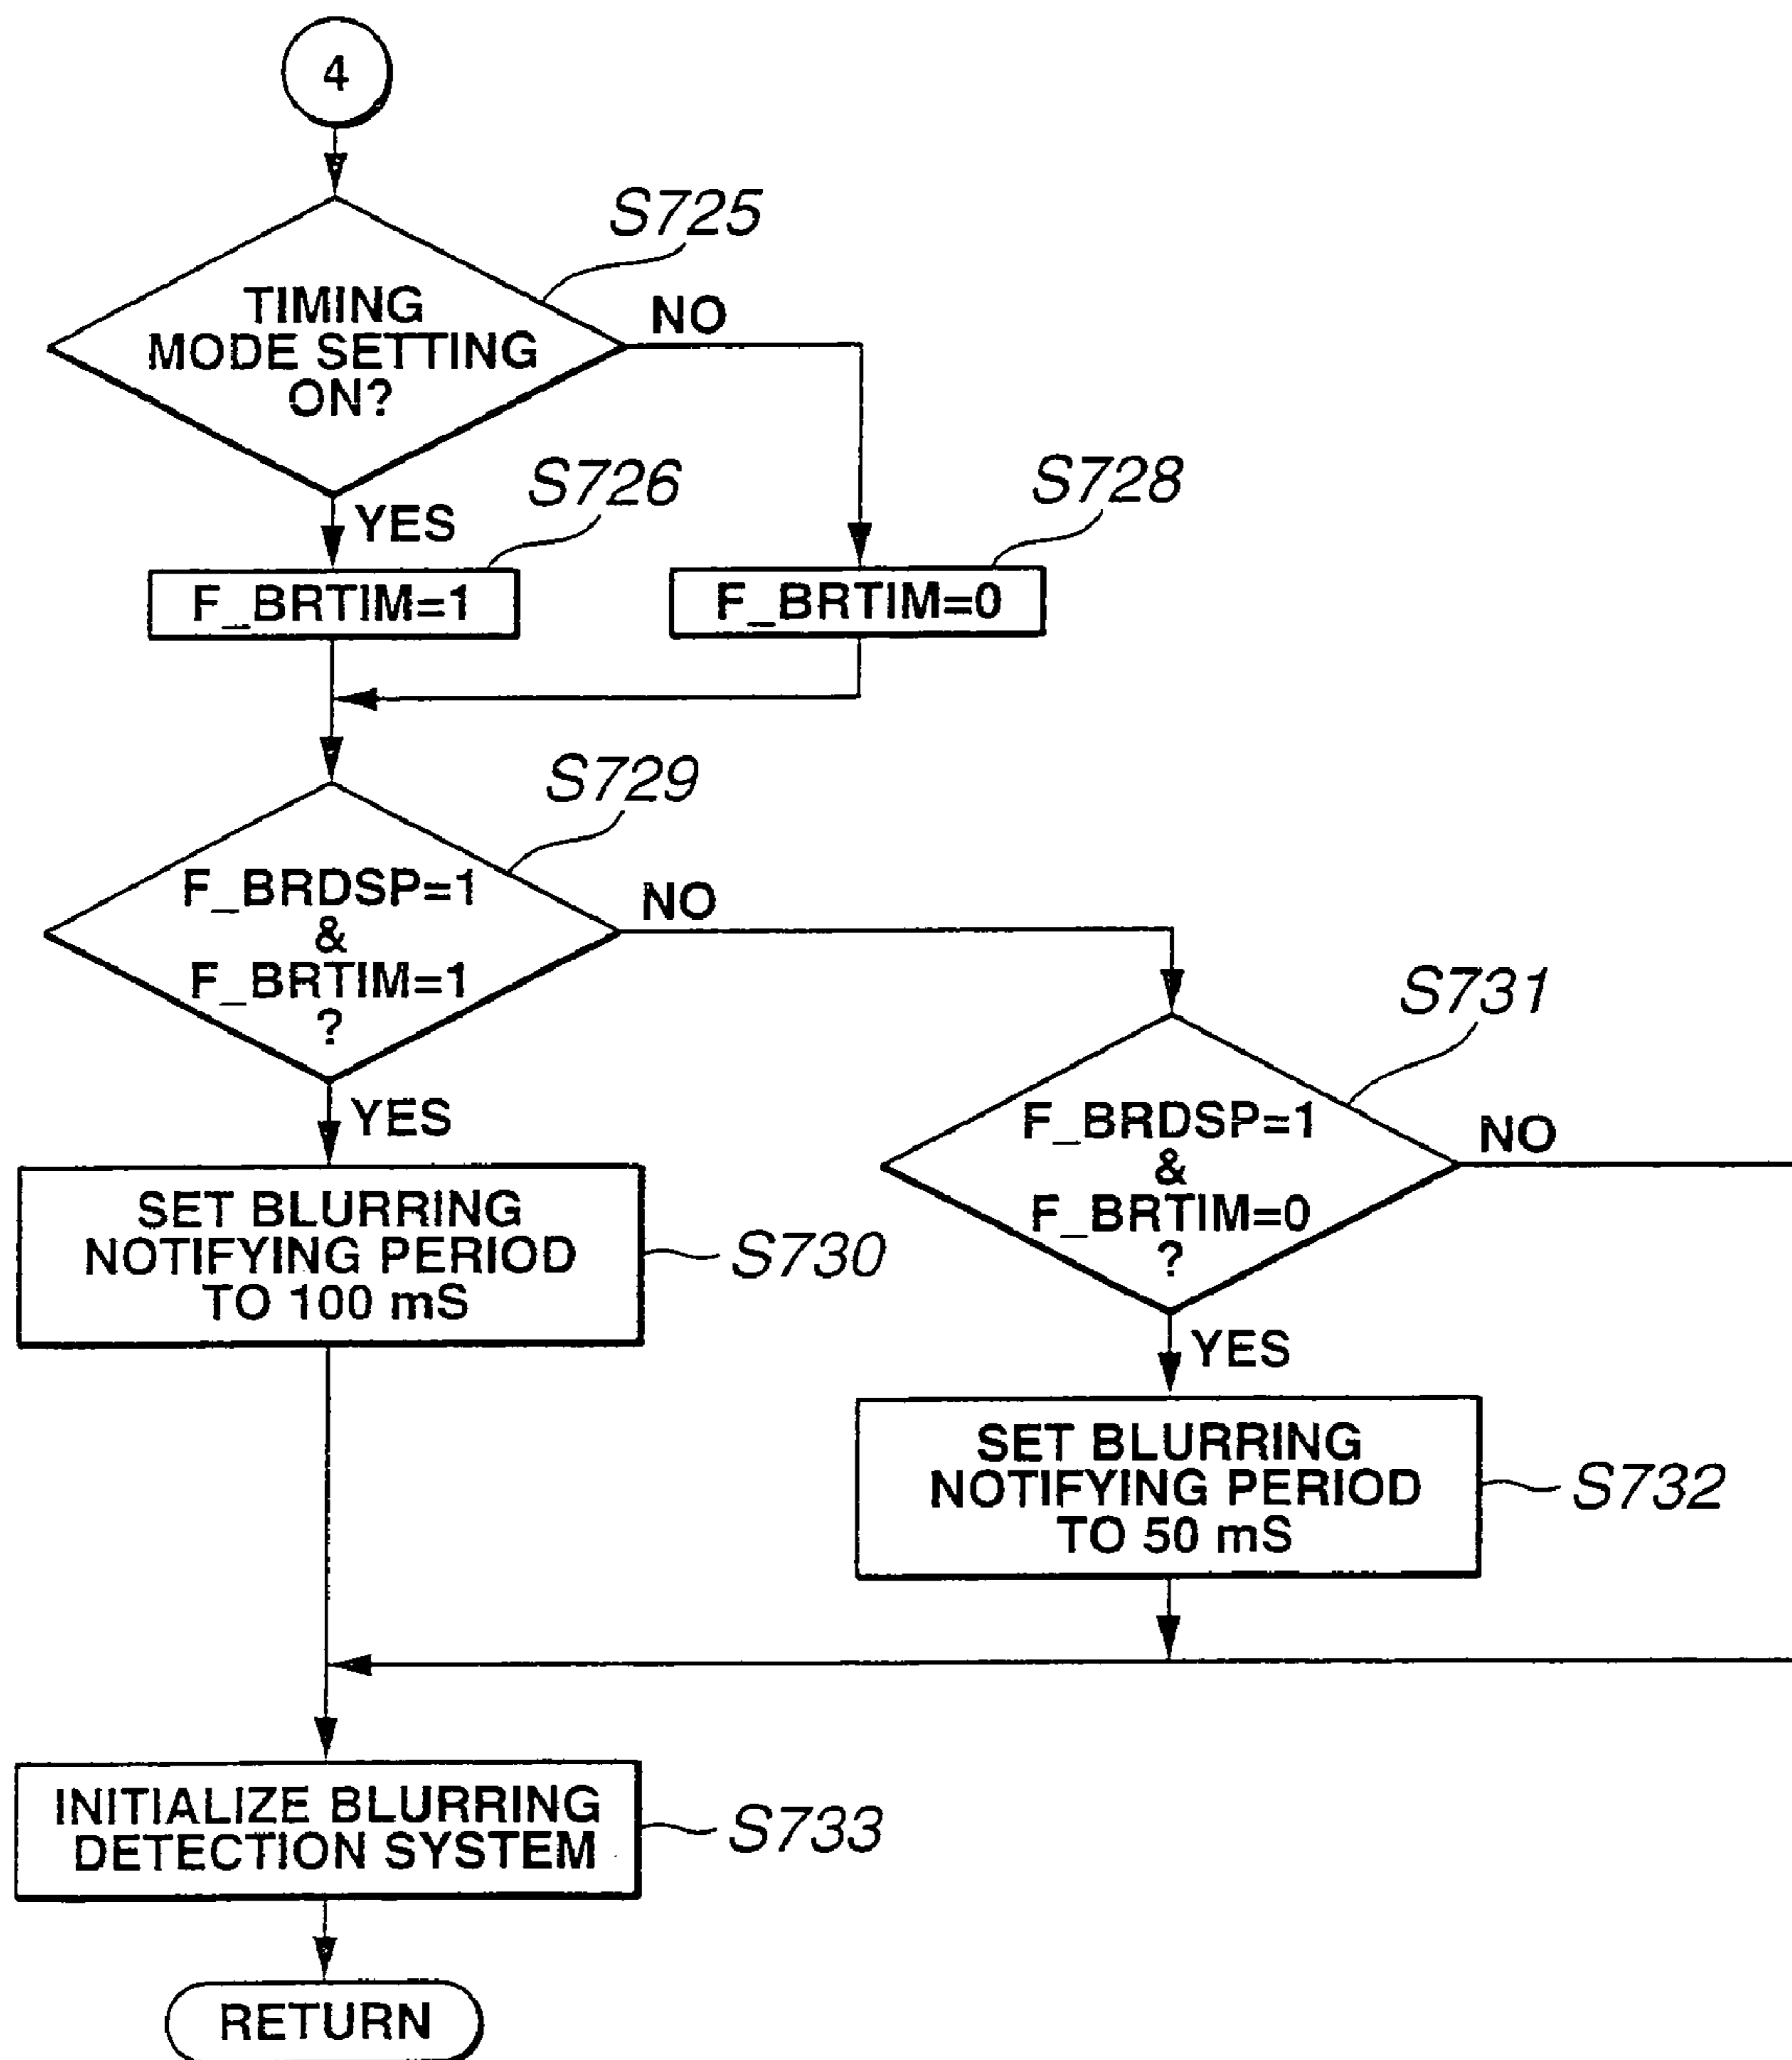 4
S725
TIMING
MODE SETTING
ON?
NO
YES
S726
S728
F_BRTIM=1
F_BRTIM=0
S729
F_BRDSP=1
&
F_BRTIM=1
?
NO
YES
S731
F_BRDSP=1
&
F_BRTIM=0
?
NO
YES
SET BLURRING
NOTIFYING PERIOD
TO 100 mS
S730
SET BLURRING
NOTIFYING PERIOD
TO 50 mS
S732
INITIALIZE BLURRING
DETECTION SYSTEM
S733
RETURN